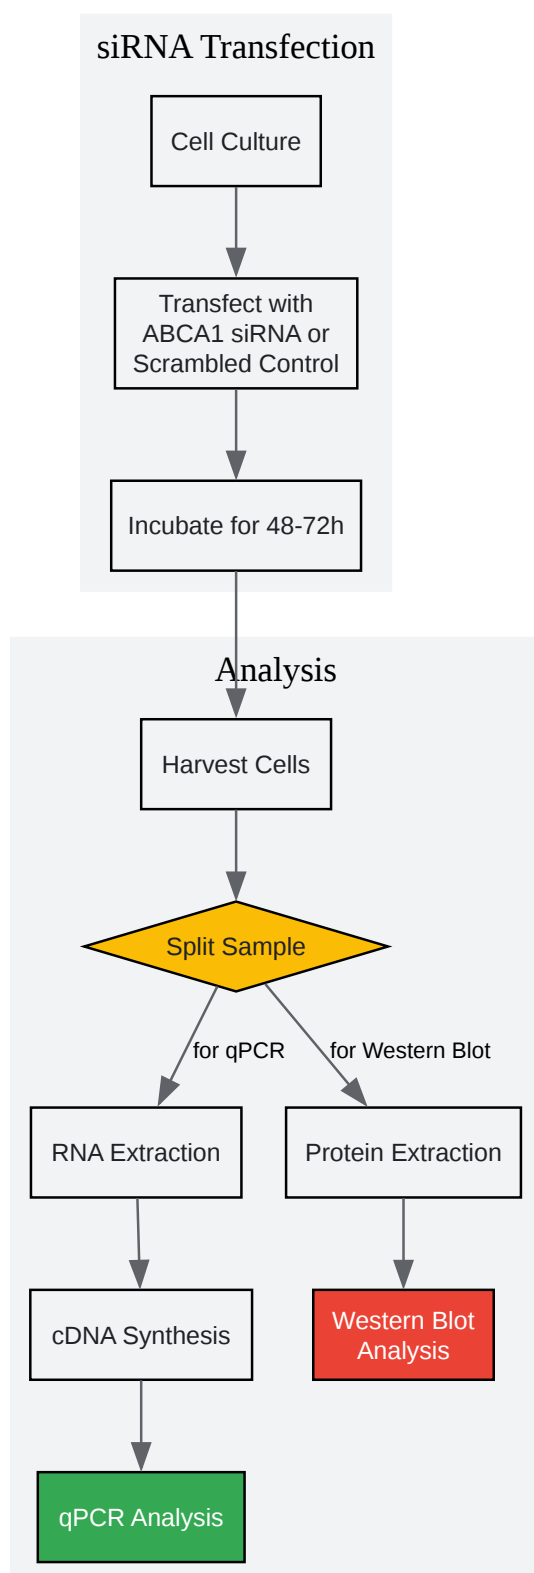 siRNA Transfection
Cell Culture
Transfect with
ABCA1 siRNA or
Scrambled Control
Incubate for 48-72h
Analysis
Harvest Cells
Split Sample
for qPCR
for Western Blot
RNA Extraction
Protein Extraction
cDNA Synthesis
Western Blot
Analysis
qPCR Analysis